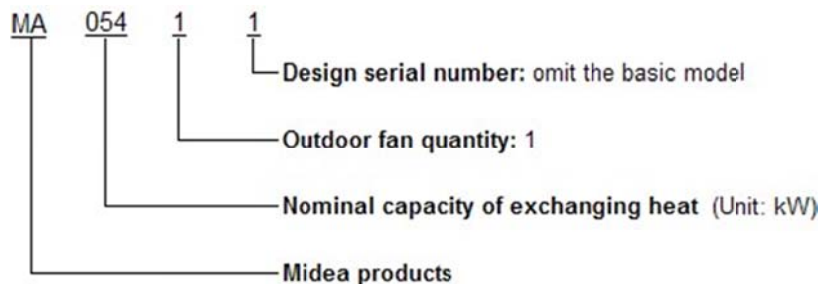 MA 054 1 1
Design serial number: omit the basic model
Outdoor fan quantity: 1
Nominal capacity of exchanging heat (Unit: kW)
Midea products